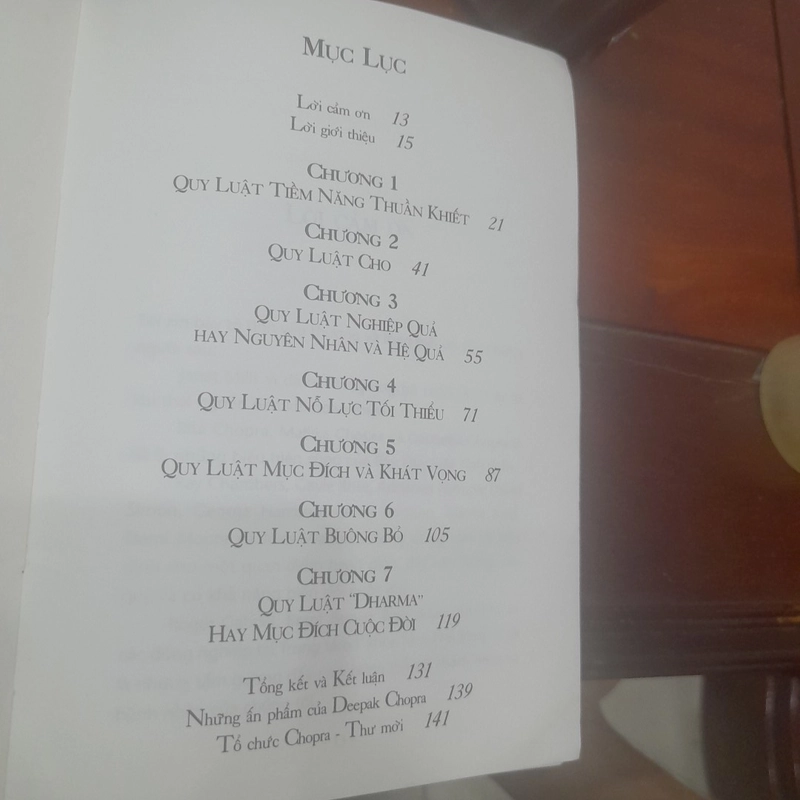 MỤC LỤC
Lời cám ơn 13
Lời giới thiệu 15
CHƯƠNG 1
QUY LUẬT TIỀM NĂNG THUẦN KHIẾT 21
CHƯƠNG 2
QUY LUẬT CHO 41
CHƯƠNG 3
QUY LUẬT NGHIỆP QUẢ
HAY NGUYÊN NHÂN VÀ HỆ QUẢ 55
CHƯƠNG 4
QUY LUẬT NỖ LỰC TỐI THIỂU 71
CHƯƠNG 5
QUY LUẬT MỤC ĐÍCH VÀ KHÁT VỌNG 87
CHƯƠNG 6
QUY LUẬT BUÔNG BỎ 105
CHƯƠNG 7
QUY LUẬT "DHARMA"
HAY MỤC ĐÍCH CUỘC ĐỜI 119
Tổng kết và Kết luận 131
Những ấn phẩm của Deepak Chopra 139
Tổ chức Chopra - Thư mời 141